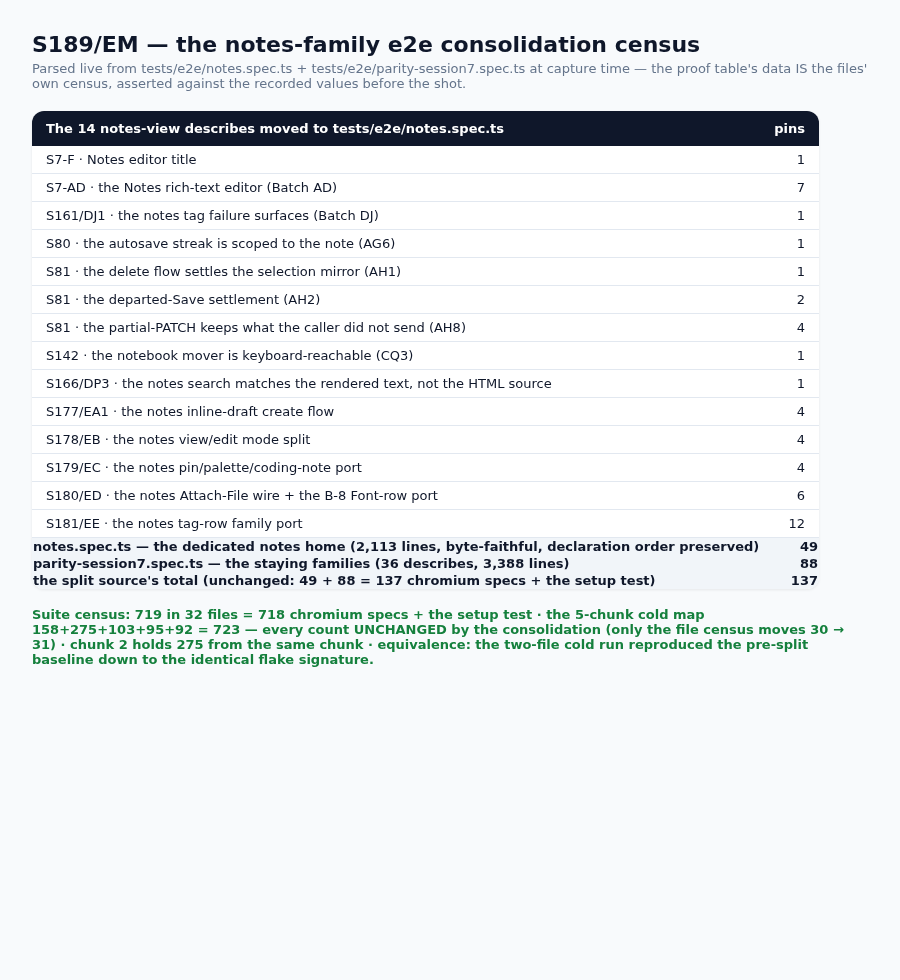 S189/EM — the notes-family e2e consolidation census
Parsed live from tests/e2e/notes.spec.ts + tests/e2e/parity-session7.spec.ts at capture time — the proof table's data IS the files'
own census, asserted against the recorded values before the shot.
The 14 notes-view describes moved to tests/e2e/notes.spec.ts pins
S7-F · Notes editor title 1
S7-AD · the Notes rich-text editor (Batch AD) 7
S161/DJ1 · the notes tag failure surfaces (Batch DJ) 1
S80 · the autosave streak is scoped to the note (AG6) 1
S81 · the delete flow settles the selection mirror (AH1) 1
S81 · the departed-Save settlement (AH2) 2
S81 · the partial-PATCH keeps what the caller did not send (AH8) 4
S142 · the notebook mover is keyboard-reachable (CQ3) 1
S166/DP3 · the notes search matches the rendered text, not the HTML source 1
S177/EA1 · the notes inline-draft create flow 4
S178/EB · the notes view/edit mode split 4
S179/EC · the notes pin/palette/coding-note port 4
S180/ED · the notes Attach-File wire + the B-8 Font-row port 6
S181/EE · the notes tag-row family port 12
notes.spec.ts — the dedicated notes home (2,113 lines, byte-faithful, declaration order preserved) 49
parity-session7.spec.ts — the staying families (36 describes, 3,388 lines) 88
the split source's total (unchanged: 49 + 88 = 137 chromium specs + the setup test) 137
Suite census: 719 in 32 files = 718 chromium specs + the setup test · the 5-chunk cold map
158+275+103+95+92 = 723 — every count UNCHANGED by the consolidation (only the file census moves 30 →
31) · chunk 2 holds 275 from the same chunk · equivalence: the two-file cold run reproduced the pre-split
baseline down to the identical flake signature.